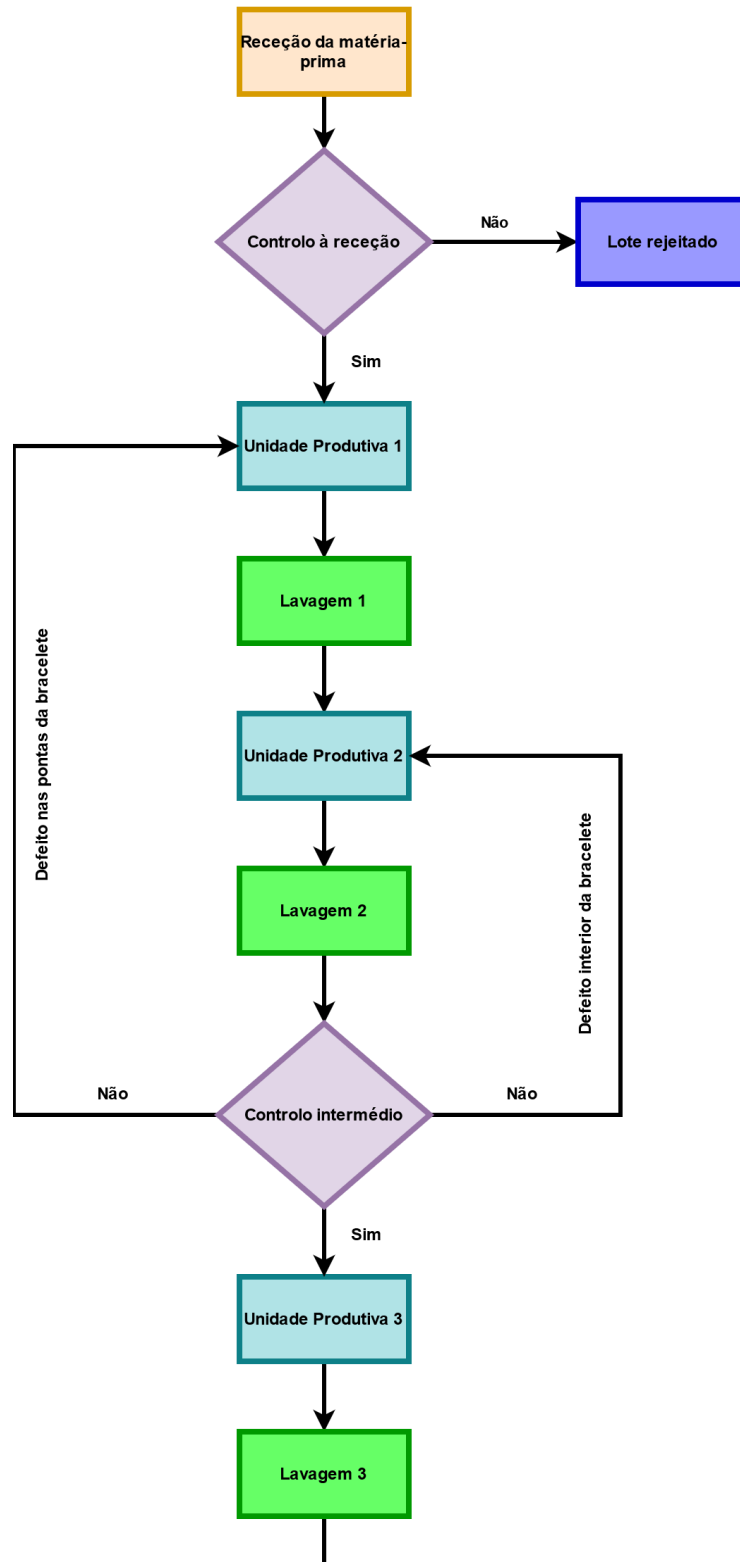 Receção da matéria-
prima
Controlo à receção
Não
Lote rejeitado
Sim
Unidade Produtiva 1
Lavagem 1
Unidade Produtiva 2
Defeito nas pontas da bracelete
Defeito interior da bracelete
Lavagem 2
Não
Controlo intermédio
Não
Sim
Unidade Produtiva 3
Lavagem 3